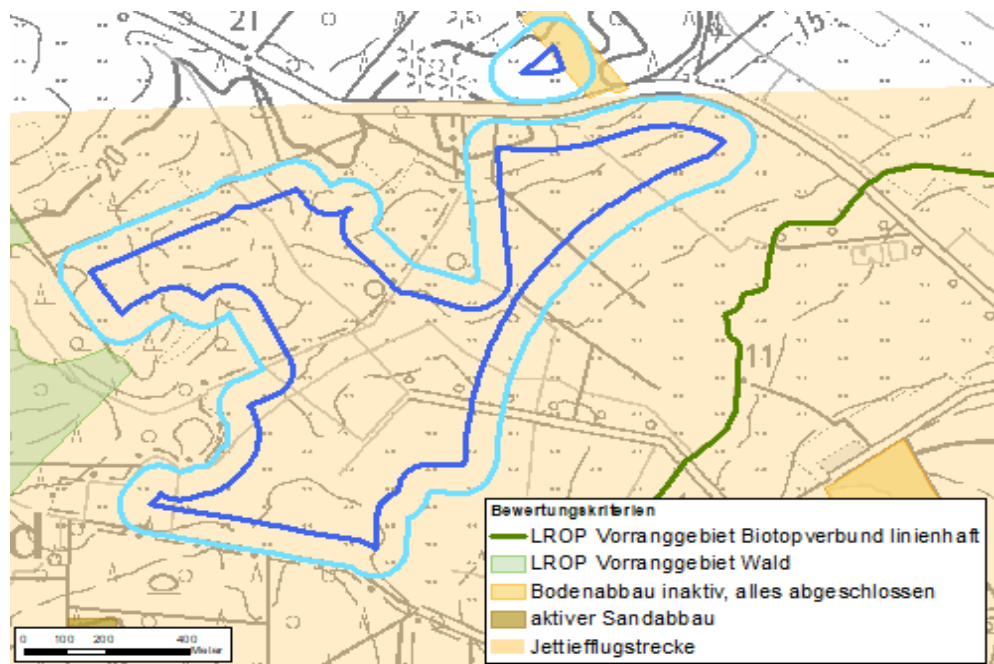 21
15
20
11
d
Bewertungskriterien
LROP Vorranggebiet Biotopverbund linienhaft
LROP Vorranggebiet Wald
Bodenabbau inaktiv, alles abgeschlossen
aktiver Sandabbau
Jettiefflugstrecke
0 100 200 400
Meter